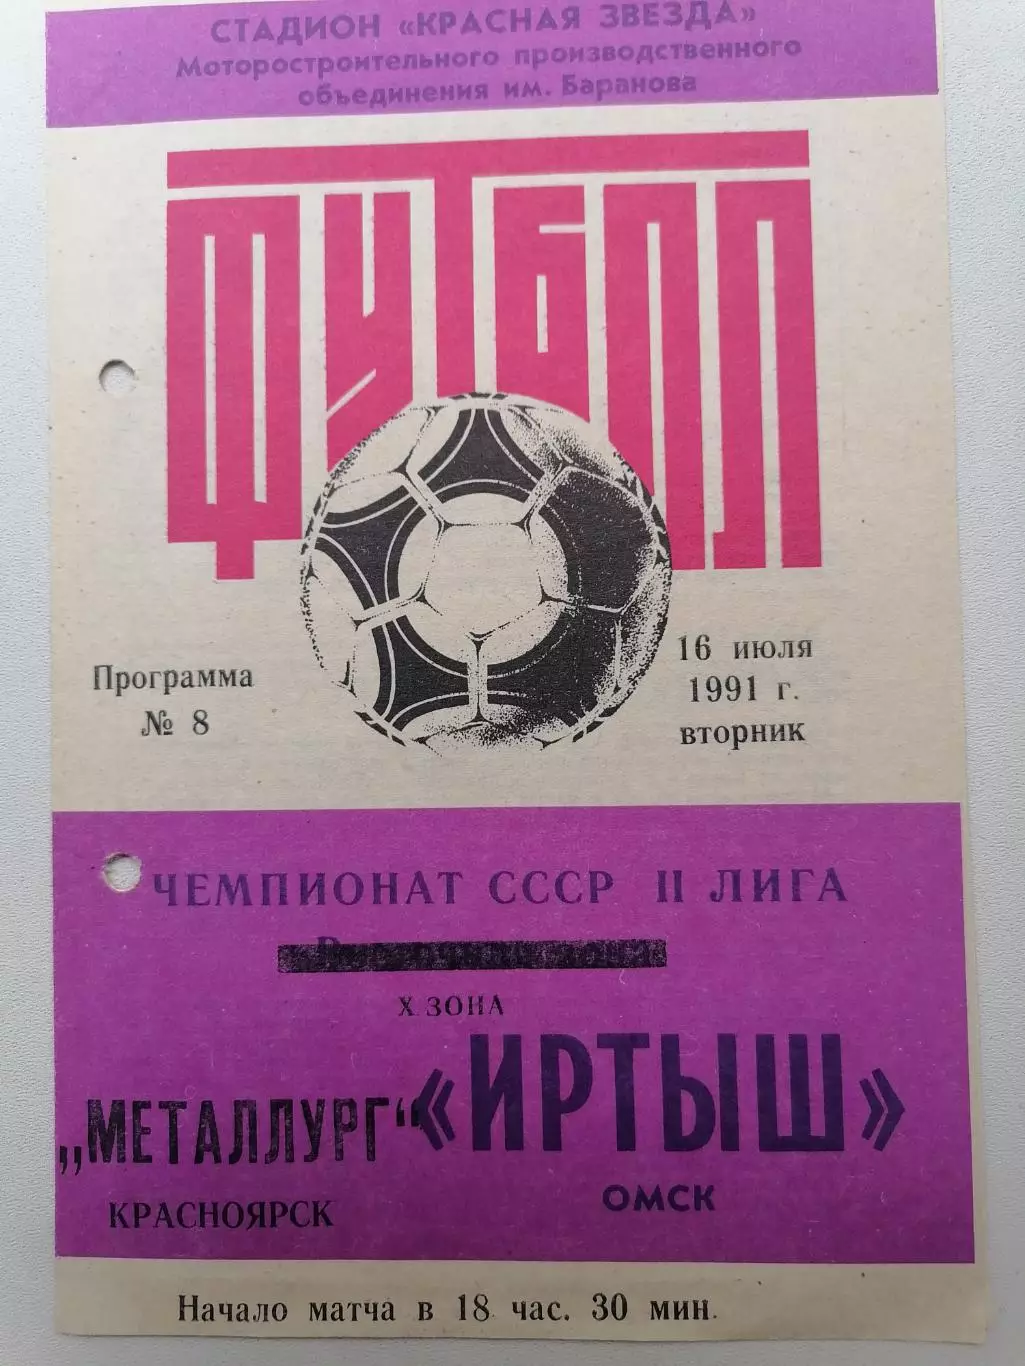 СТАДИОН «КРАСНАЯ ЗВЕЗДА»
Моторостроительного производственного
объединения им. Баранова
ФУТБОЛ
Программа
№ 8
16 июля
1991 г.
вторник
ЧЕМПИОНАТ СССР II ЛИГА
X ЗОНА
„МЕТАЛЛУРГ“ «ИРТЫШ»
КРАСНОЯРСК ОМСК
Начало матча в 18 час. 30 мин.